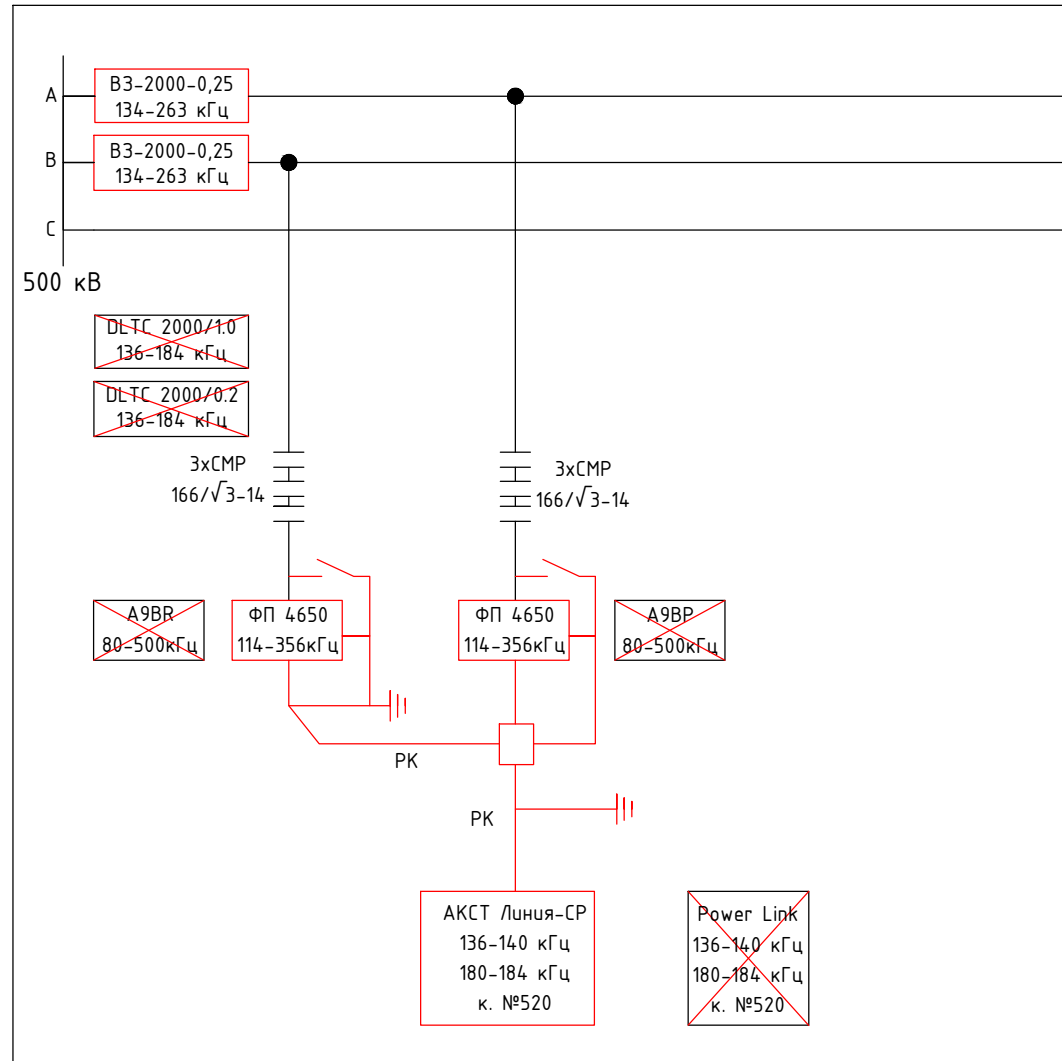 A
ВЗ-2000-0,25
134-263 кГц
B
ВЗ-2000-0,25
134-263 кГц
C
500 кВ
DLTC 2000/1.0
136-184 кГц
DLTC 2000/0.2
136-184 кГц
3xCMP
166/√3-14
3xCMP
166/√3-14
A9BR
80-500кГц
ФП 4650
114-356кГц
ФП 4650
114-356кГц
A9BP
80-500кГц
РК
РК
АКСТ Линия-СР
136-140 кГц
180-184 кГц
к. №520
Power Link
136-140 кГц
180-184 кГц
к. №520